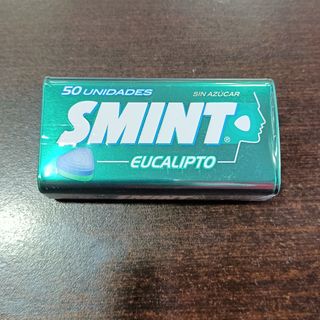 50 UNIDADES
SIN AZÚCAR
SMINT
EUCALIPTO